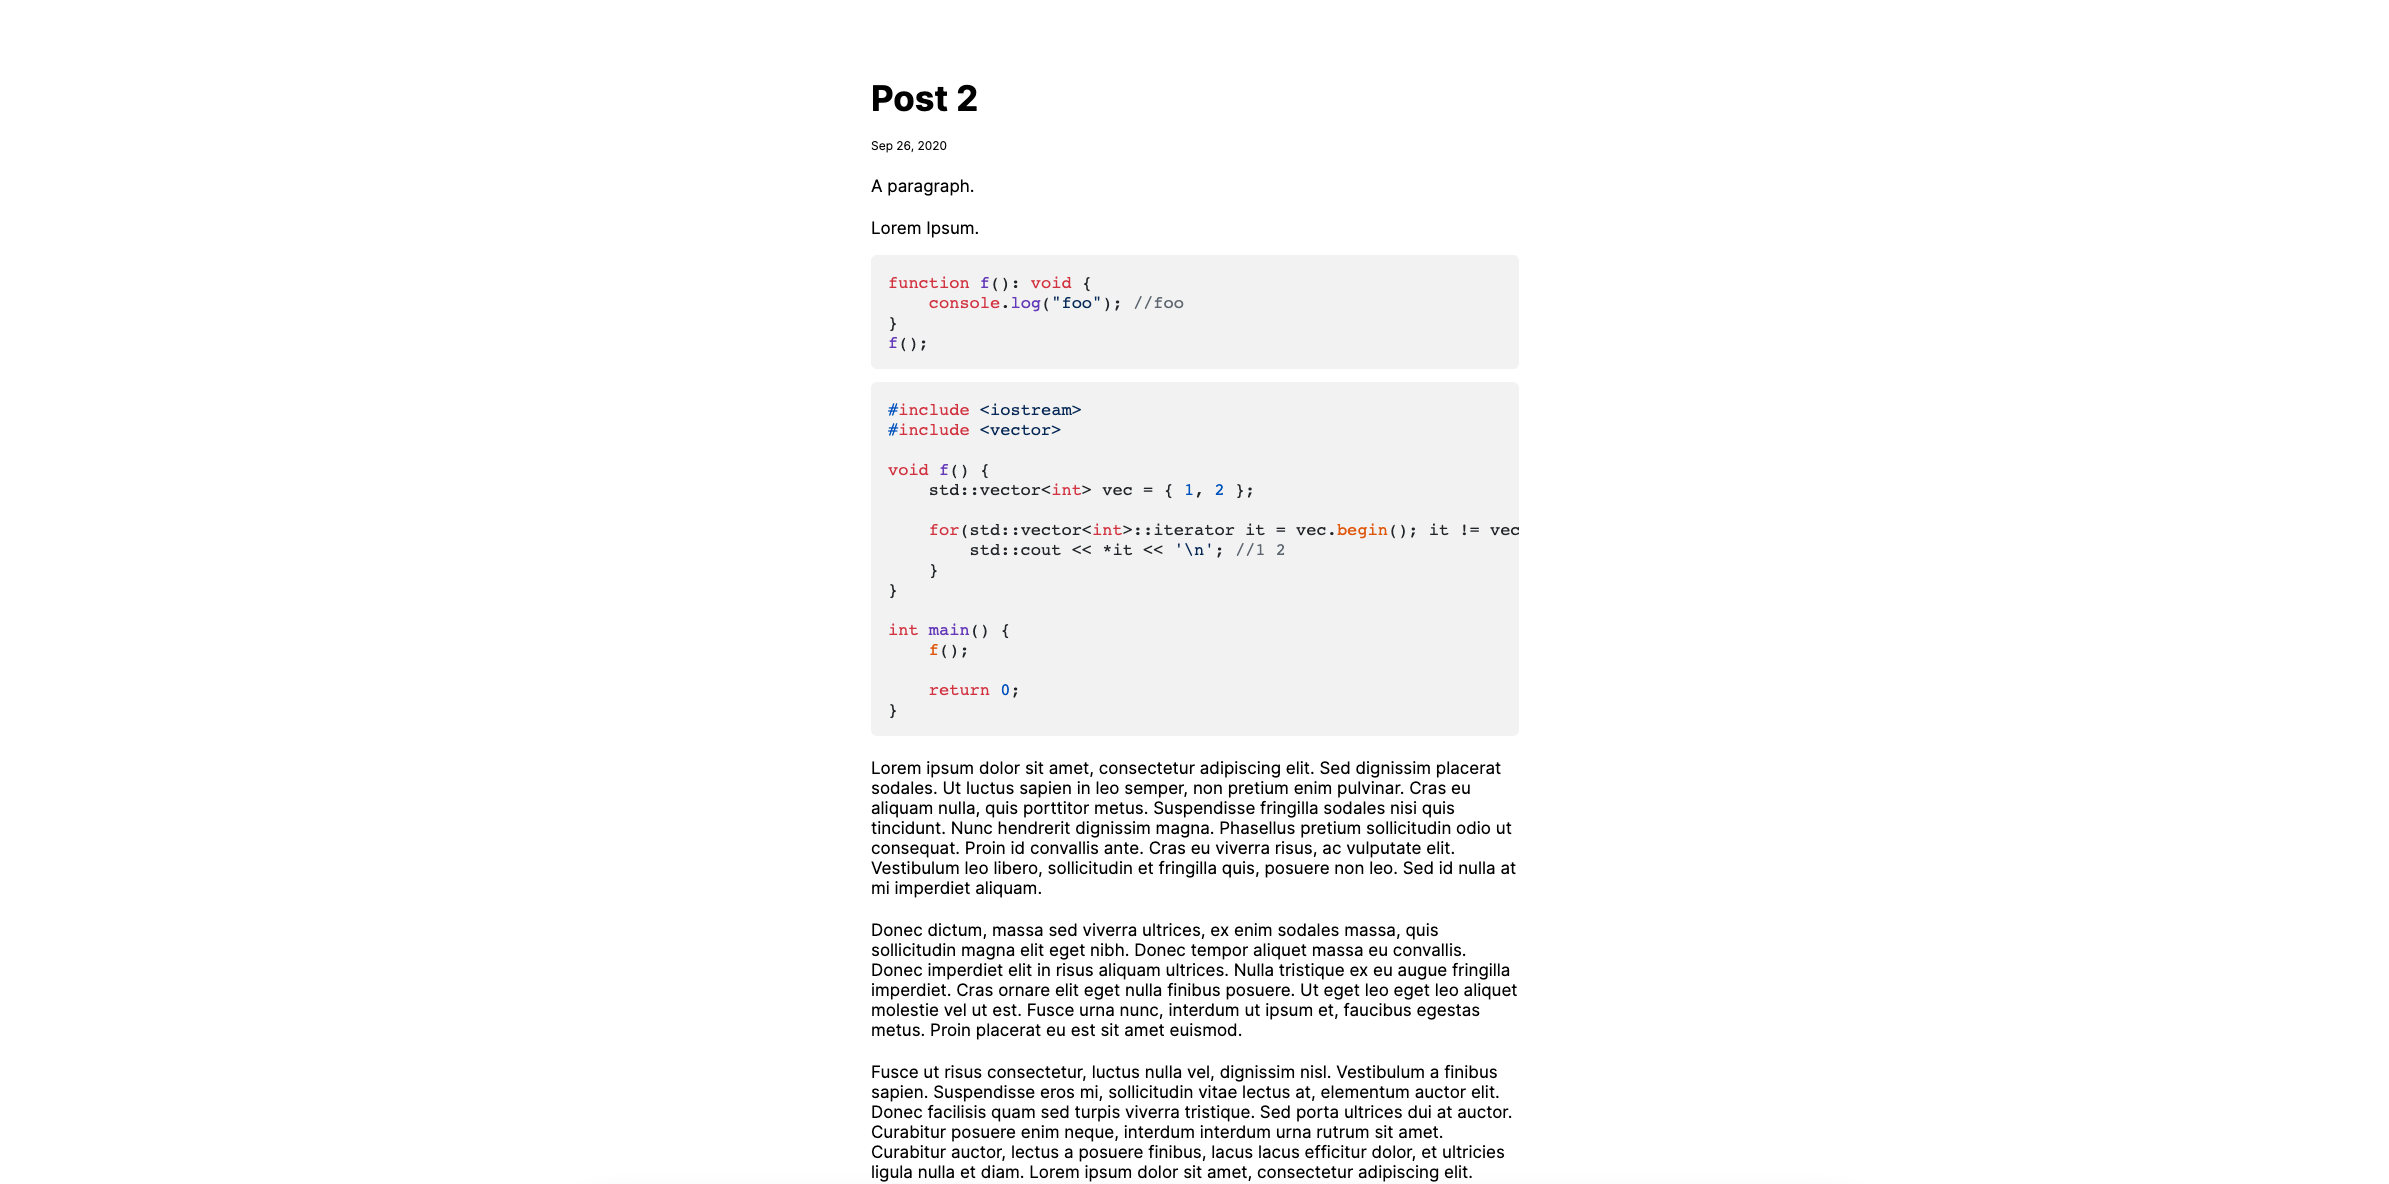 Post 2
Sep 26, 2020
A paragraph.
Lorem Ipsum.
function f(): void {
    console.log("foo"); //foo
}
f();
#include <iostream>
#include <vector>
void f() {
    std::vector<int> vec = { 1, 2 };
    for(std::vector<int>::iterator it = vec.begin(); it != vec
        std::cout << *it << '\n'; //1 2
    }
}
int main() {
    f();
    return 0;
}
Lorem ipsum dolor sit amet, consectetur adipiscing elit. Sed dignissim placerat
sodales. Ut luctus sapien in leo semper, non pretium enim pulvinar. Cras eu
aliquam nulla, quis porttitor metus. Suspendisse fringilla sodales nisi quis
tincidunt. Nunc hendrerit dignissim magna. Phasellus pretium sollicitudin odio ut
consequat. Proin id convallis ante. Cras eu viverra risus, ac vulputate elit.
Vestibulum leo libero, sollicitudin et fringilla quis, posuere non leo. Sed id nulla at
mi imperdiet aliquam.
Donec dictum, massa sed viverra ultrices, ex enim sodales massa, quis
sollicitudin magna elit eget nibh. Donec tempor aliquet massa eu convallis.
Donec imperdiet elit in risus aliquam ultrices. Nulla tristique ex eu augue fringilla
imperdiet. Cras ornare elit eget nulla finibus posuere. Ut eget leo eget leo aliquet
molestie vel ut est. Fusce urna nunc, interdum ut ipsum et, faucibus egestas
metus. Proin placerat eu est sit amet euismod.
Fusce ut risus consectetur, luctus nulla vel, dignissim nisl. Vestibulum a finibus
sapien. Suspendisse eros mi, sollicitudin vitae lectus at, elementum auctor elit.
Donec facilisis quam sed turpis viverra tristique. Sed porta ultrices dui at auctor.
Curabitur posuere enim neque, interdum interdum urna rutrum sit amet.
Curabitur auctor, lectus a posuere finibus, lacus lacus efficitur dolor, et ultricies
ligula nulla et diam. Lorem ipsum dolor sit amet, consectetur adipiscing elit.